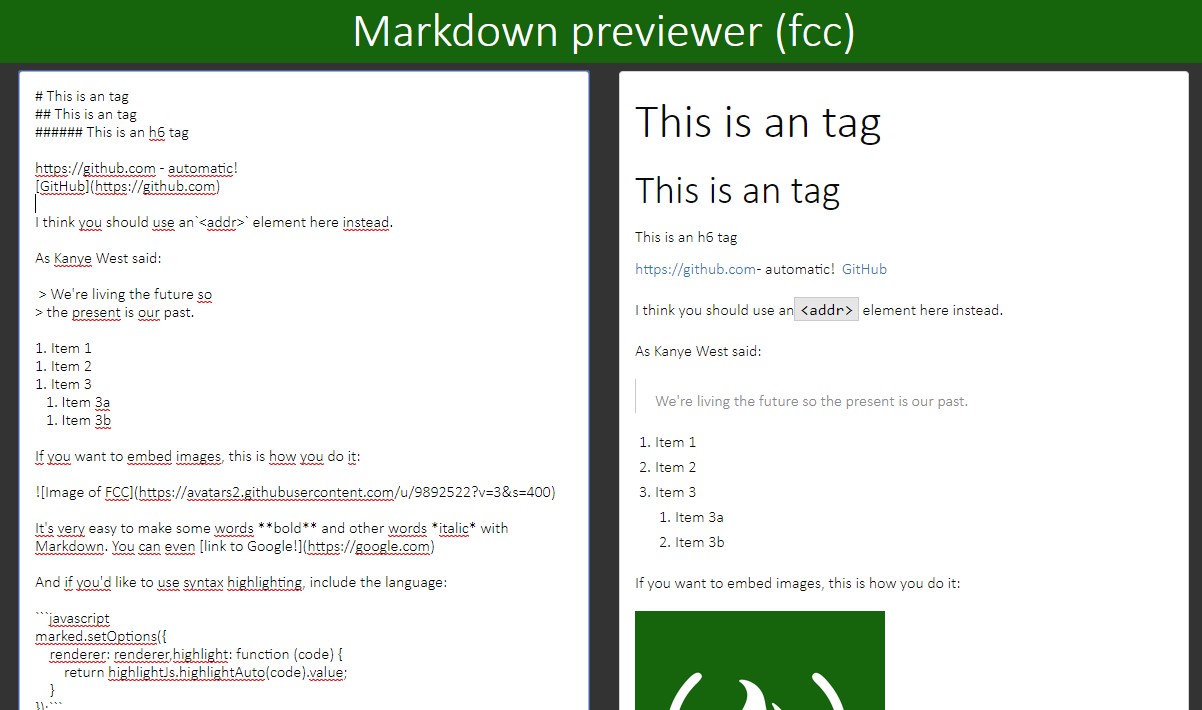 Markdown previewer (fcc)
# This is an tag
## This is an tag
###### This is an h6 tag
https://github.com - automatic!
[GitHub](https://github.com)
I think you should use an`<addr>` element here instead.
As Kanye West said:
> We're living the future so
> the present is our past.
1. Item 1
1. Item 2
1. Item 3
1. Item 3a
1. Item 3b
If you want to embed images, this is how you do it:
![Image of FCC](https://avatars2.githubusercontent.com/u/9892522?v=3&s=400)
It's very easy to make some words **bold** and other words *italic* with
Markdown. You can even [link to Google!](https://google.com)
And if you'd like to use syntax highlighting, include the language:
```javascript
marked.setOptions({
renderer: renderer,highlight: function (code) {
return highlightJs.highlightAuto(code).value;
}
});```
This is an tag
This is an tag
This is an h6 tag
https://github.com- automatic! GitHub
I think you should use an <addr> element here instead.
As Kanye West said:
We're living the future so the present is our past.
1. Item 1
2. Item 2
3. Item 3
1. Item 3a
2. Item 3b
If you want to embed images, this is how you do it: